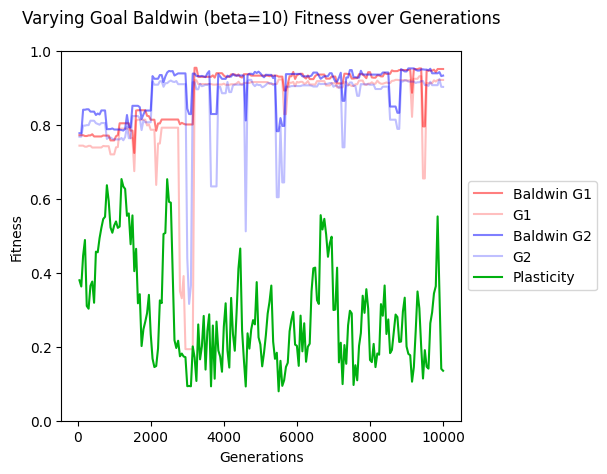 Varying Goal Baldwin (beta=10) Fitness over Generations
1.0
0.8
0.6
0.4
0.2
0.0
Fitness
0
2000
4000
6000
8000
10000
Generations
Baldwin G1
G1
Baldwin G2
G2
Plasticity